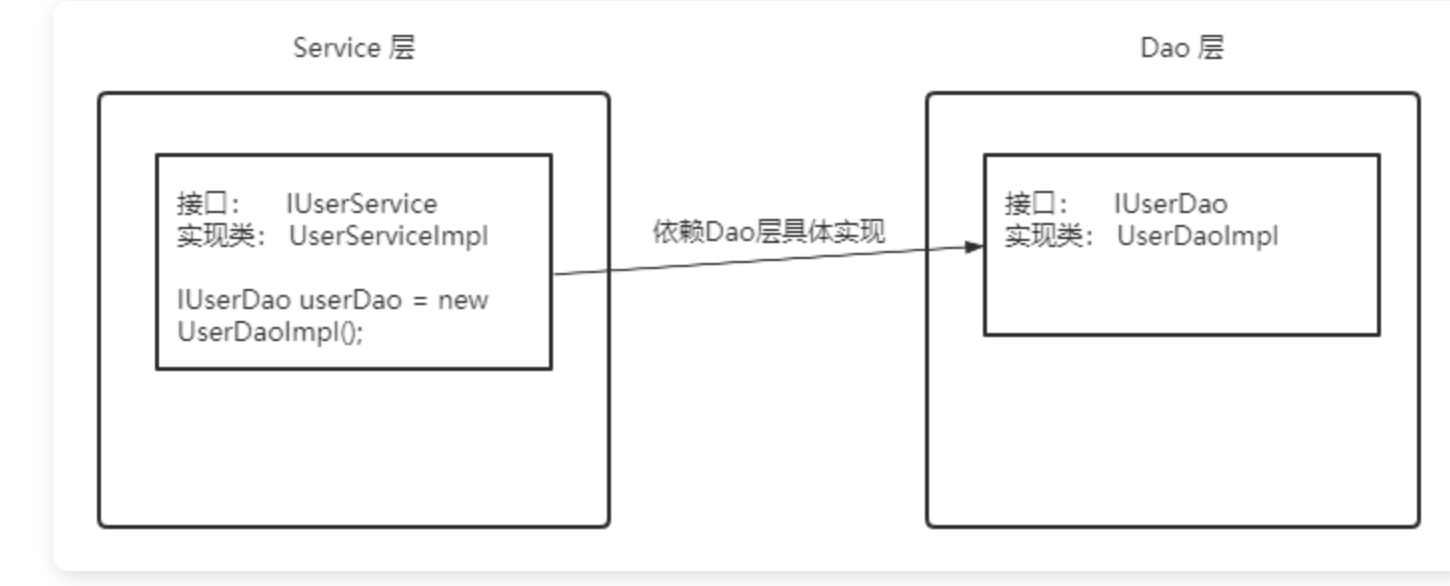 Service 层
Dao 层
接口： IUserService
实现类： UserServiceImpl
IUserDao userDao = new
UserDaoImpl();
依赖Dao层具体实现
接口： IUserDao
实现类： UserDaoImpl